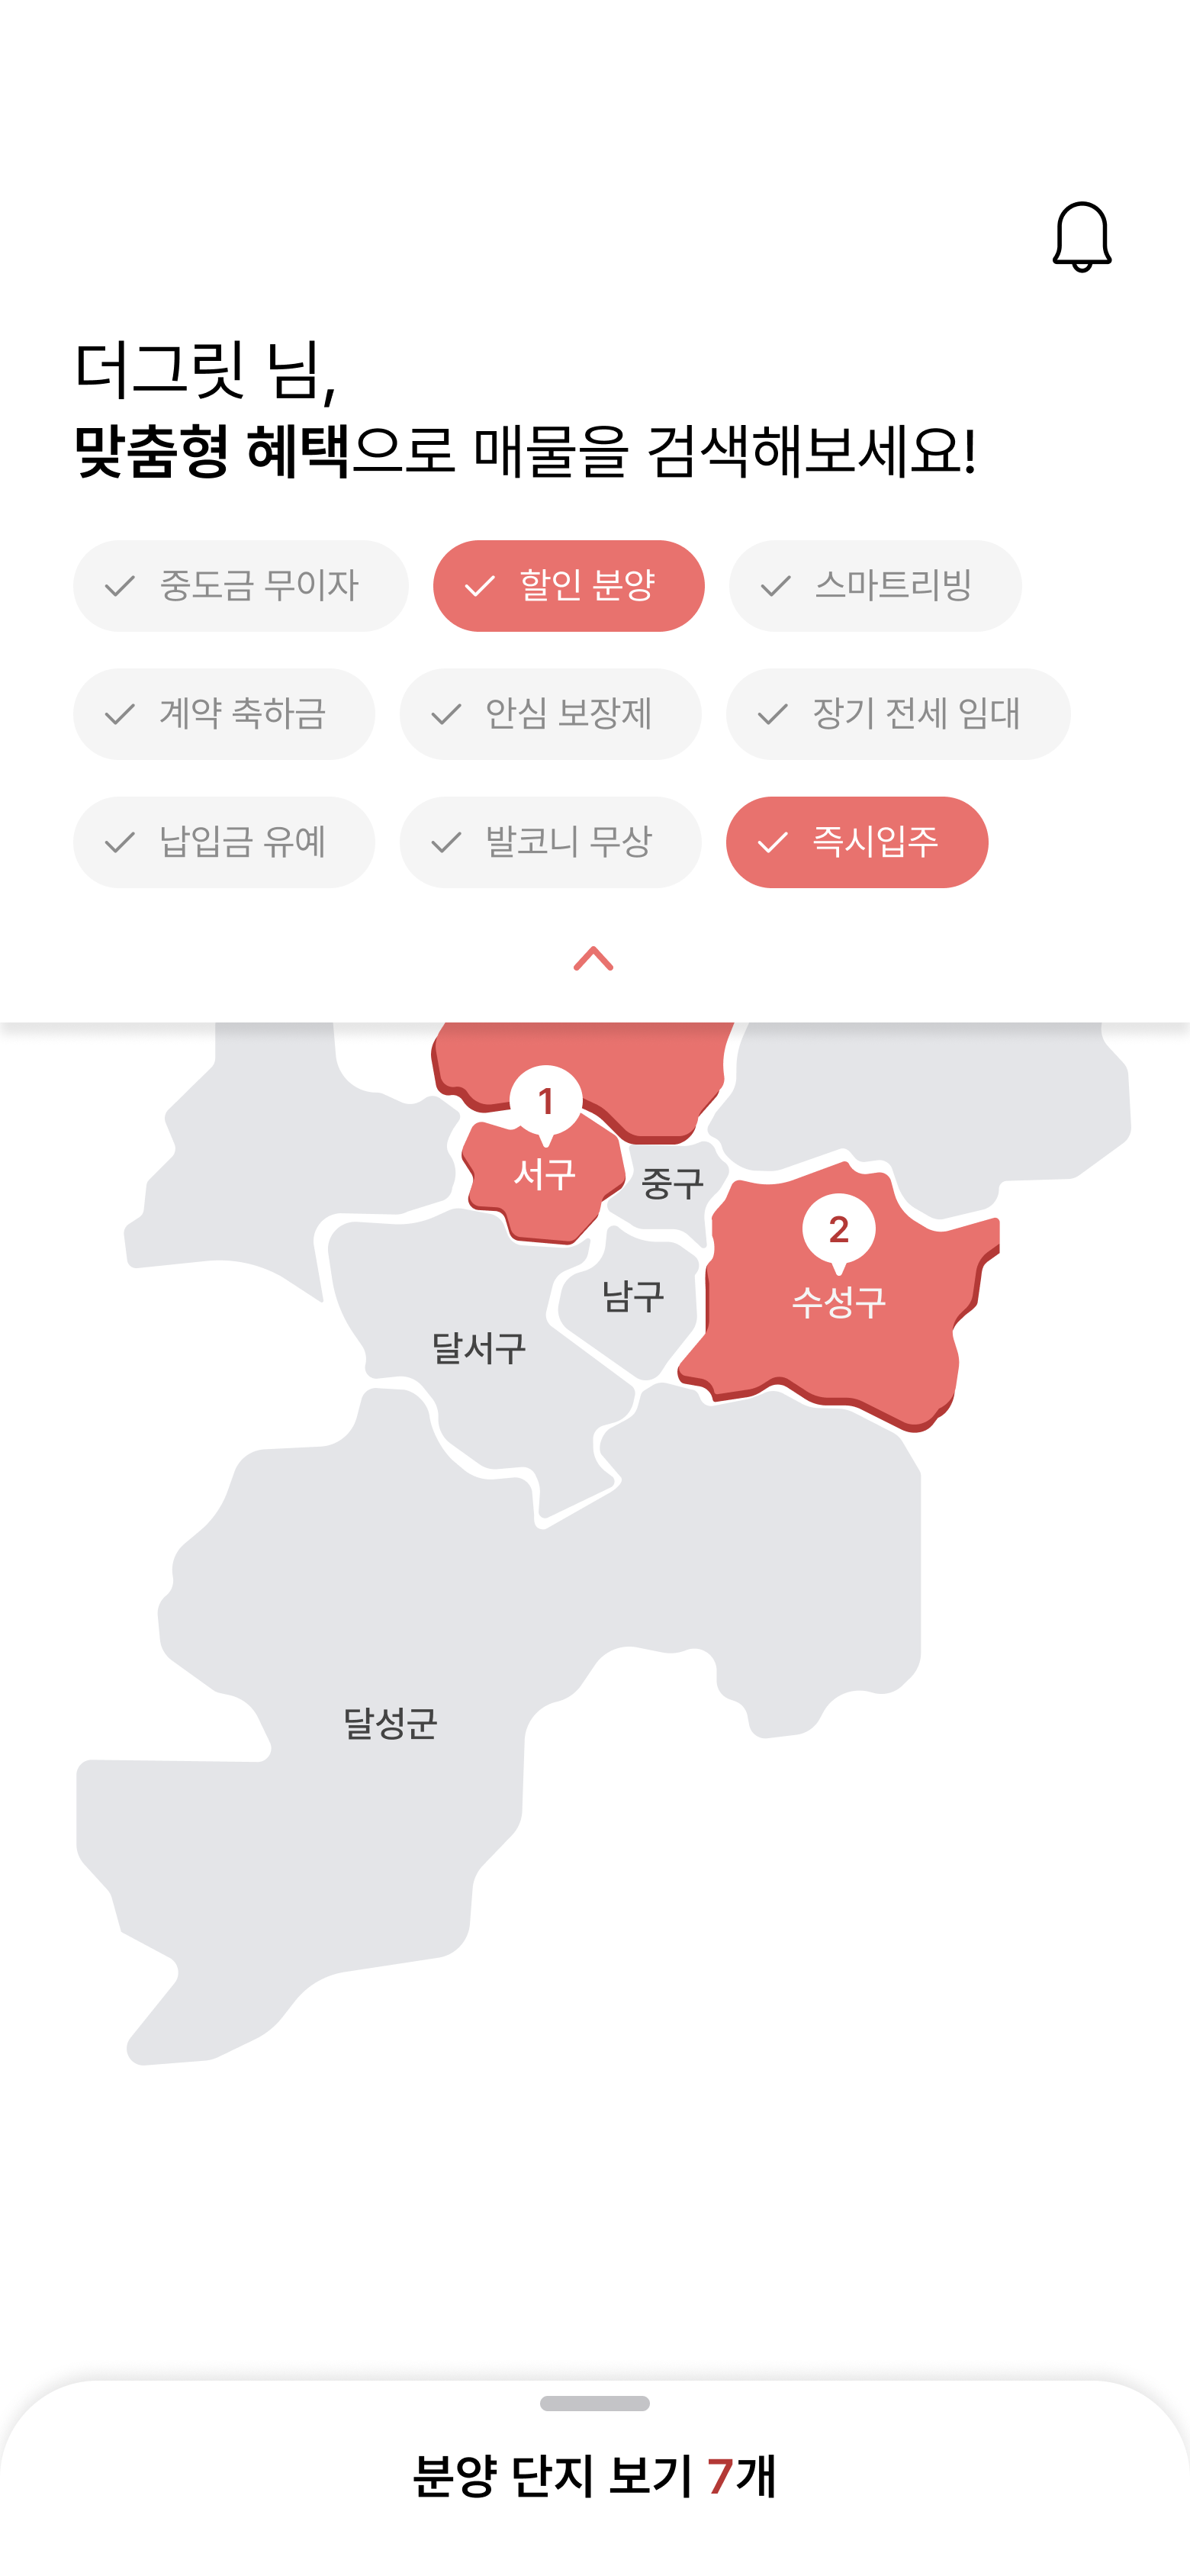 더그릿 님,
맞춤형 혜택으로 매물을 검색해보세요!
중도금 무이자
할인 분양
스마트리빙
계약 축하금
안심 보장제
장기 전세 임대
납입금 유예
발코니 무상
즉시입주
1
서구
중구
2
수성구
남구
달서구
달성군
분양 단지 보기 7개